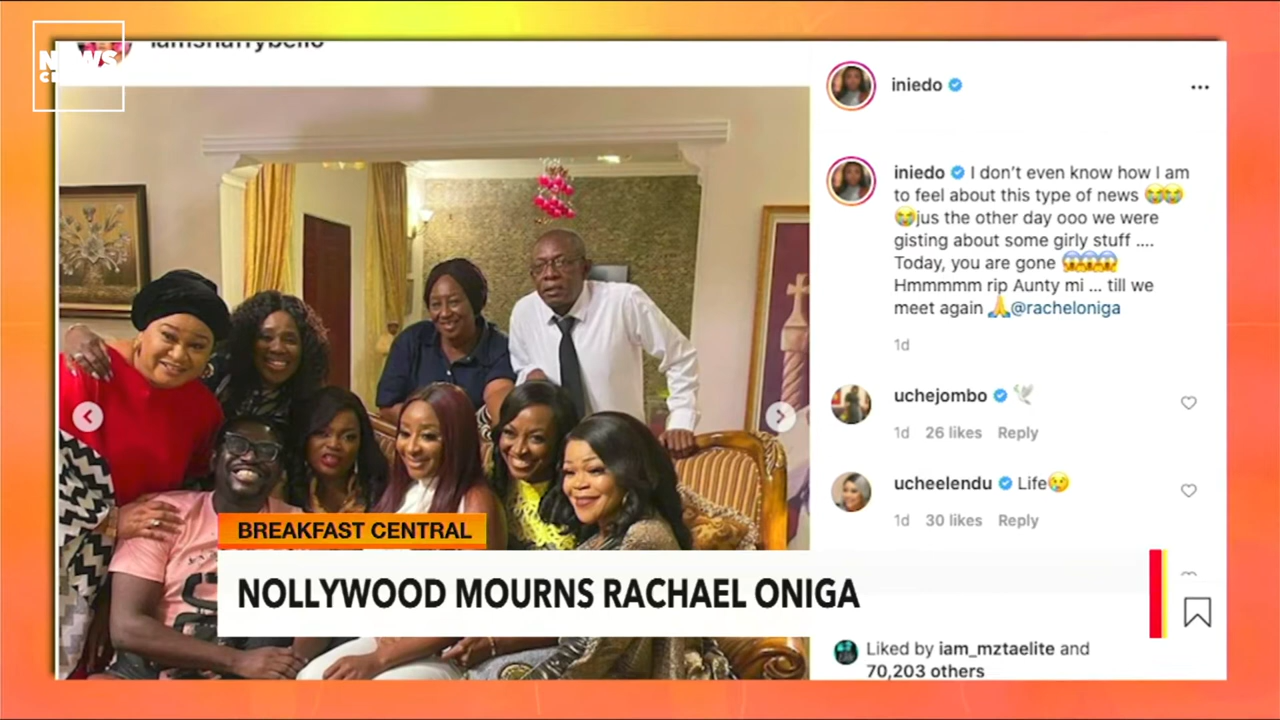 NEWS
iamsharrybello
iniedo
iniedo I don't even know how I am
to feel about this type of news 😭😭
😭jus the other day ooo we were
gisting about some girly stuff ....
Today, you are gone 😱😱😱
Hmmmmm rip Aunty mi ... till we
meet again 🙏@racheloniga
1d
uchejombo 🕊
1d 26 likes Reply
ucheelendu Life😢
1d 30 likes Reply
BREAKFAST CENTRAL
NOLLYWOOD MOURNS RACHAEL ONIGA
Liked by iam_mztaelite and
70,203 others